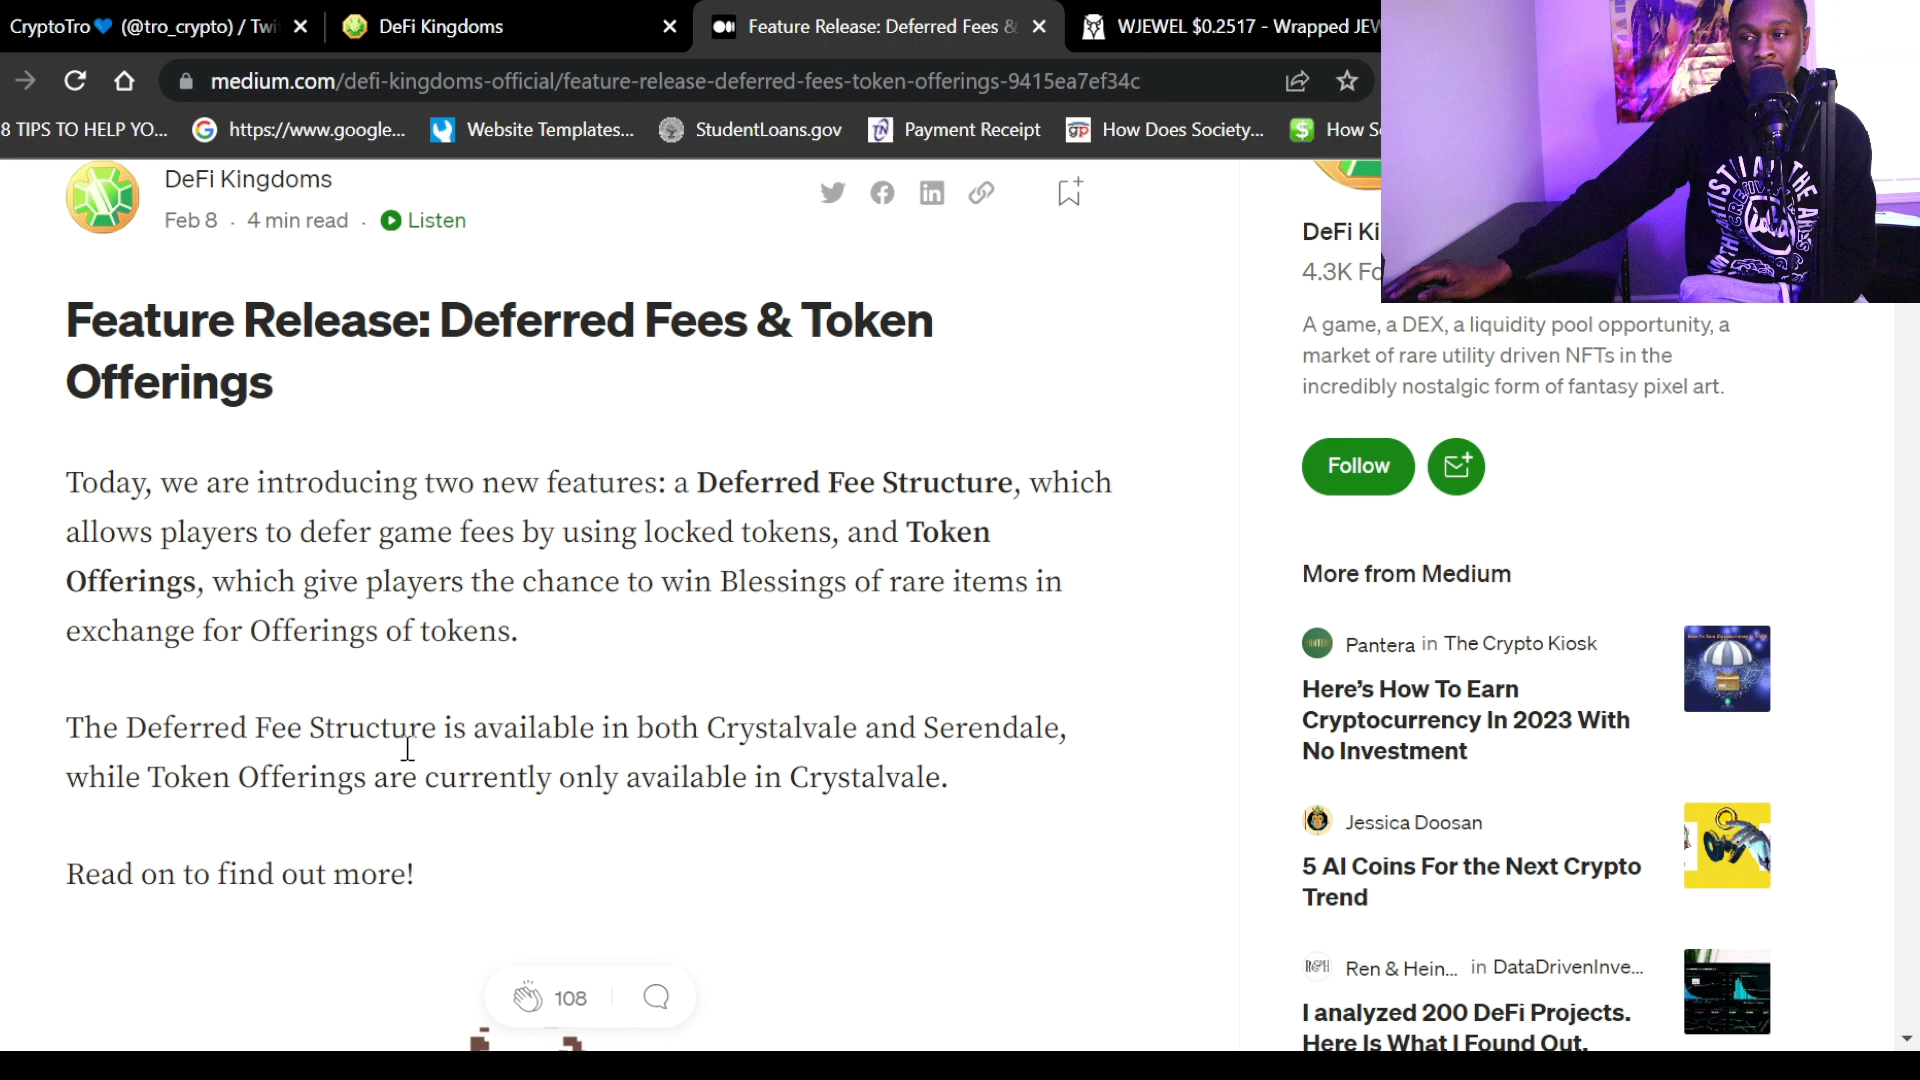 CryptoTro💙 (@tro_crypto) / Twi
DeFi Kingdoms
Feature Release: Deferred Fees &
WJEWEL $0.2517 - Wrapped JEW
medium.com/defi-kingdoms-official/feature-release-deferred-fees-token-offerings-9415ea7ef34c
8 TIPS TO HELP YO...
https://www.google...
Website Templates...
StudentLoans.gov
Payment Receipt
How Does Society...
How S
DeFi Kingdoms
Feb 8 · 4 min read · Listen
Feature Release: Deferred Fees & Token
Offerings
Today, we are introducing two new features: a Deferred Fee Structure, which
allows players to defer game fees by using locked tokens, and Token
Offerings, which give players the chance to win Blessings of rare items in
exchange for Offerings of tokens.
The Deferred Fee Structure is available in both Crystalvale and Serendale,
while Token Offerings are currently only available in Crystalvale.
Read on to find out more!
108
DeFi Ki
4.3K Fo
A game, a DEX, a liquidity pool opportunity, a
market of rare utility driven NFTs in the
incredibly nostalgic form of fantasy pixel art.
Follow
More from Medium
Pantera in The Crypto Kiosk
Here's How To Earn
Cryptocurrency In 2023 With
No Investment
Jessica Doosan
5 AI Coins For the Next Crypto
Trend
Ren & Hein... in DataDrivenInve...
I analyzed 200 DeFi Projects.
Here Is What I Found Out.